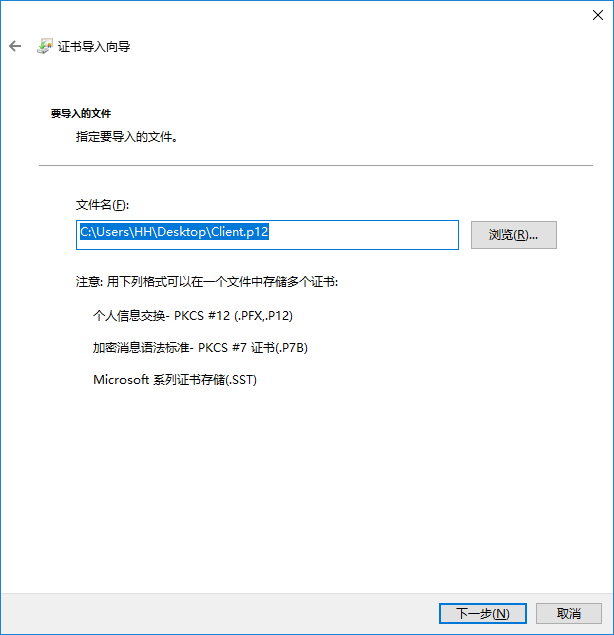 证书导入向导
要导入的文件
指定要导入的文件。
文件名(F):
C:\Users\HH\Desktop\Client.p12
浏览(R)...
注意: 用下列格式可以在一个文件中存储多个证书:
个人信息交换- PKCS #12 (.PFX,.P12)
加密消息语法标准- PKCS #7 证书(.P7B)
Microsoft 系列证书存储(.SST)
下一步(N)
取消